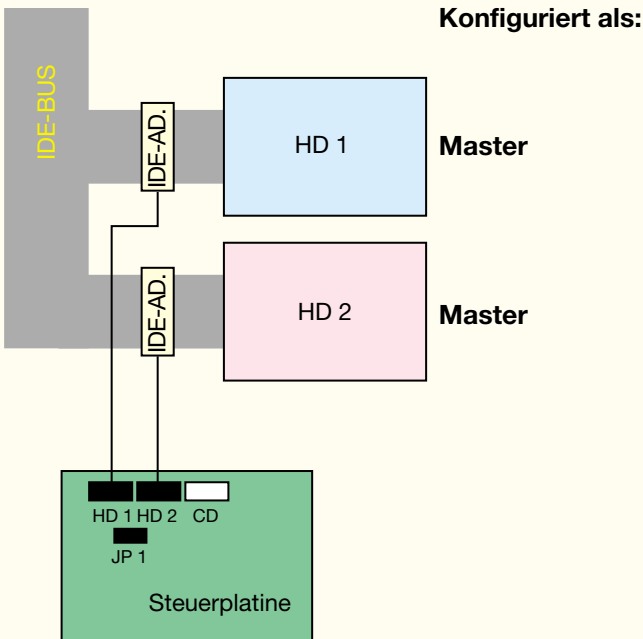 Konfiguriert als:
IDE-BUS
IDE-AD.
HD 1
Master
IDE-AD.
HD 2
Master
HD 1 HD 2 CD
JP 1
Steuerplatine